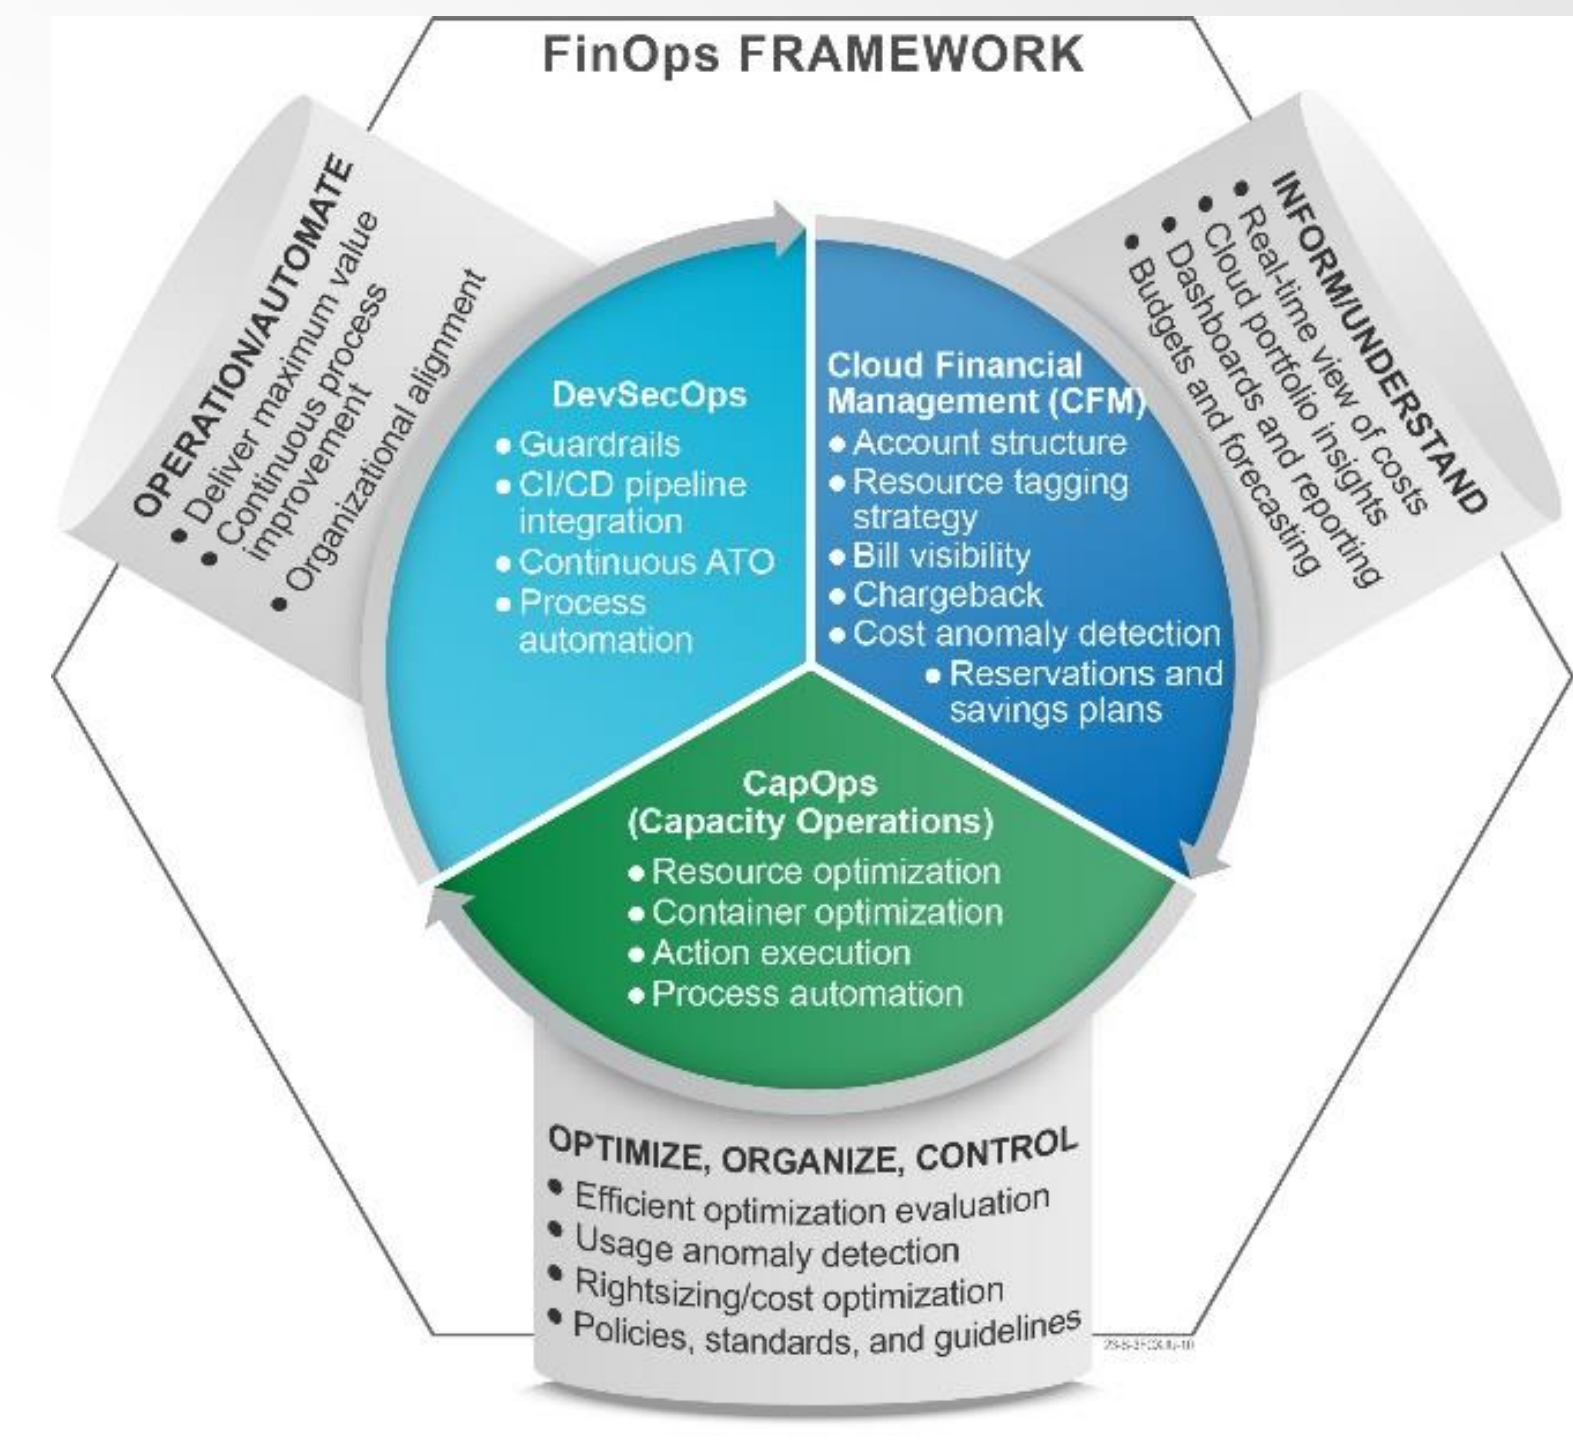 FinOps FRAMEWORK
OPERATION/AUTOMATE
● Deliver maximum value
● Continuous process
improvement
● Organizational alignment
INFORM/UNDERSTAND
● Real-time view of costs
● Cloud portfolio insights
● Dashboards and reporting
● Budgets and forecasting
DevSecOps
● Guardrails
● CI/CD pipeline
integration
● Continuous ATO
● Process
automation
Cloud Financial
Management (CFM)
● Account structure
● Resource tagging
strategy
● Bill visibility
● Chargeback
● Cost anomaly detection
● Reservations and
savings plans
CapOps
(Capacity Operations)
● Resource optimization
● Container optimization
● Action execution
● Process automation
OPTIMIZE, ORGANIZE, CONTROL
● Efficient optimization evaluation
● Usage anomaly detection
● Rightsizing/cost optimization
● Policies, standards, and guidelines